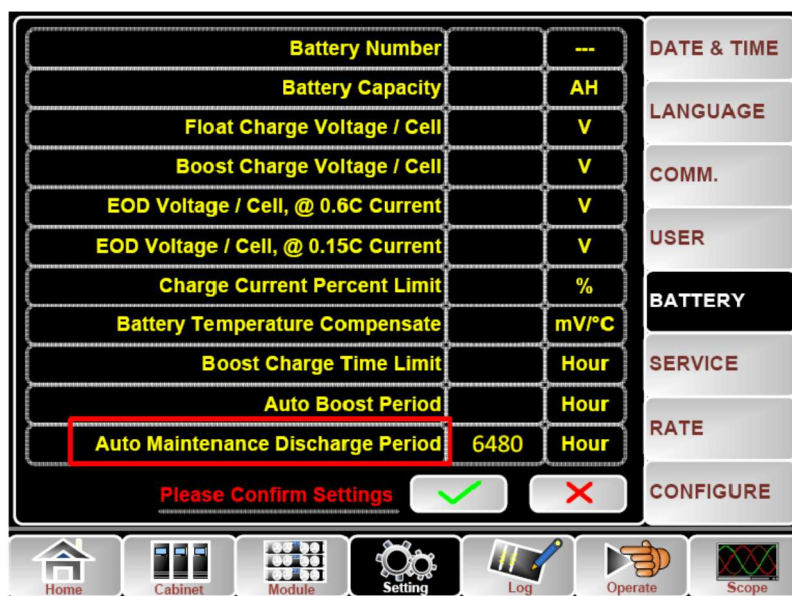 Battery Number --- DATE & TIME
Battery Capacity AH
Float Charge Voltage / Cell V LANGUAGE
Boost Charge Voltage / Cell V COMM.
EOD Voltage / Cell, @ 0.6C Current V
EOD Voltage / Cell, @ 0.15C Current V USER
Charge Current Percent Limit % BATTERY
Battery Temperature Compensate mV/°C
Boost Charge Time Limit Hour SERVICE
Auto Boost Period Hour
Auto Maintenance Discharge Period 6480 Hour RATE
Please Confirm Settings CONFIGURE
Home Cabinet Module Setting Log Operate Scope